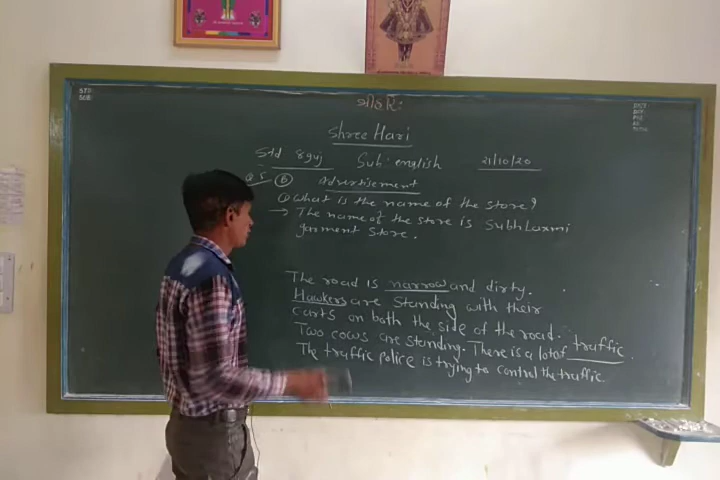 શ્રીહરિ:
Shree Hari
Std 8guj Sub: english 21/10/20
Q.5 (B) Advertisement
① What is the name of the store?
→ The name of the store is Subh Laxmi
garment store.
The road is narrow and dirty.
Hawkers are standing with their
carts on both the side of the road.
Two cows are standing. There is a lot of traffic.
The traffic police is trying to control the traffic.